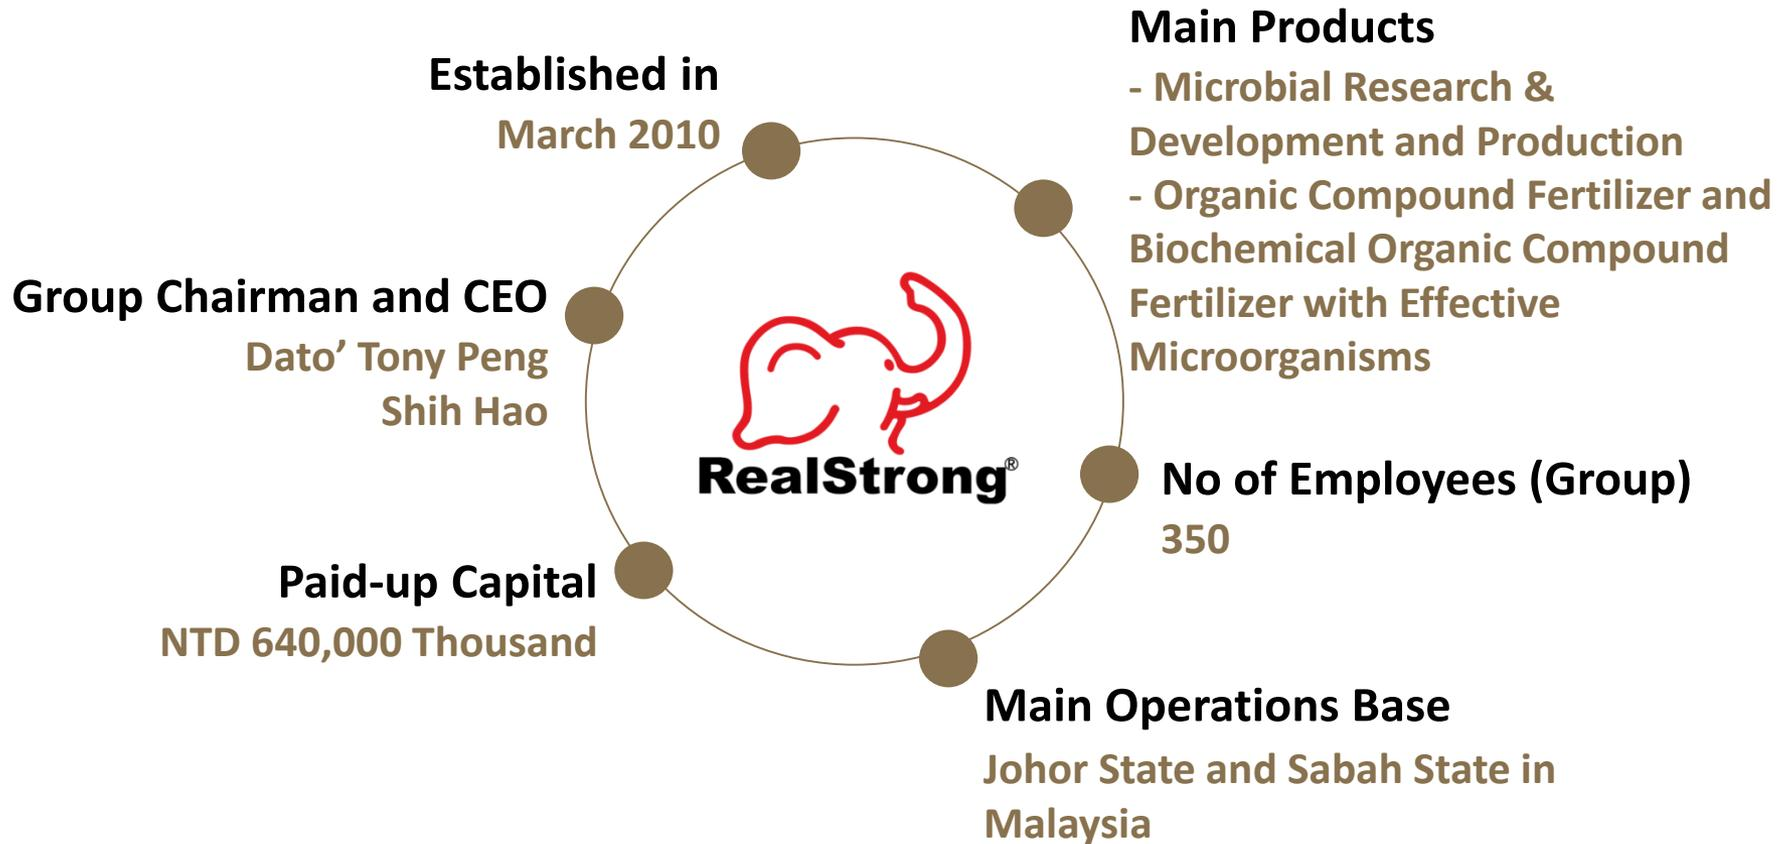 Established in
March 2010
Main Products
- Microbial Research &
Development and Production
- Organic Compound Fertilizer and
Biochemical Organic Compound
Fertilizer with Effective
Microorganisms
Group Chairman and CEO
Dato’ Tony Peng
Shih Hao
RealStrong®
No of Employees (Group)
350
Paid-up Capital
NTD 640,000 Thousand
Main Operations Base
Johor State and Sabah State in
Malaysia